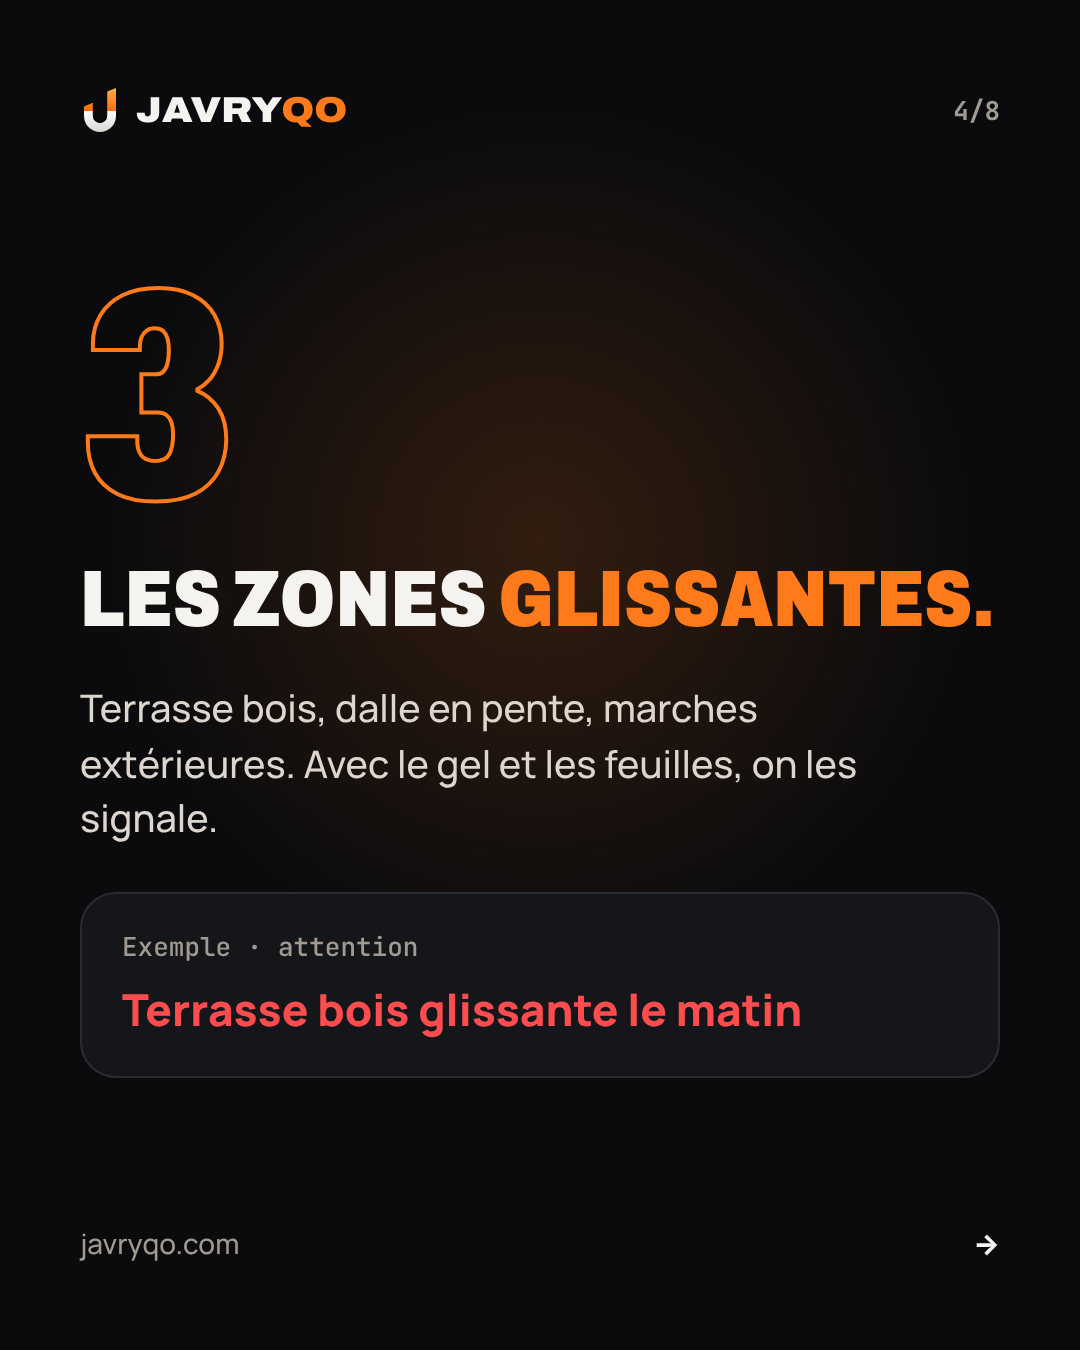 JAVRYQO
4/8
3
LES ZONES GLISSANTES.
Terrasse bois, dalle en pente, marches
extérieures. Avec le gel et les feuilles, on les
signale.
Exemple · attention
Terrasse bois glissante le matin
javryqo.com
→